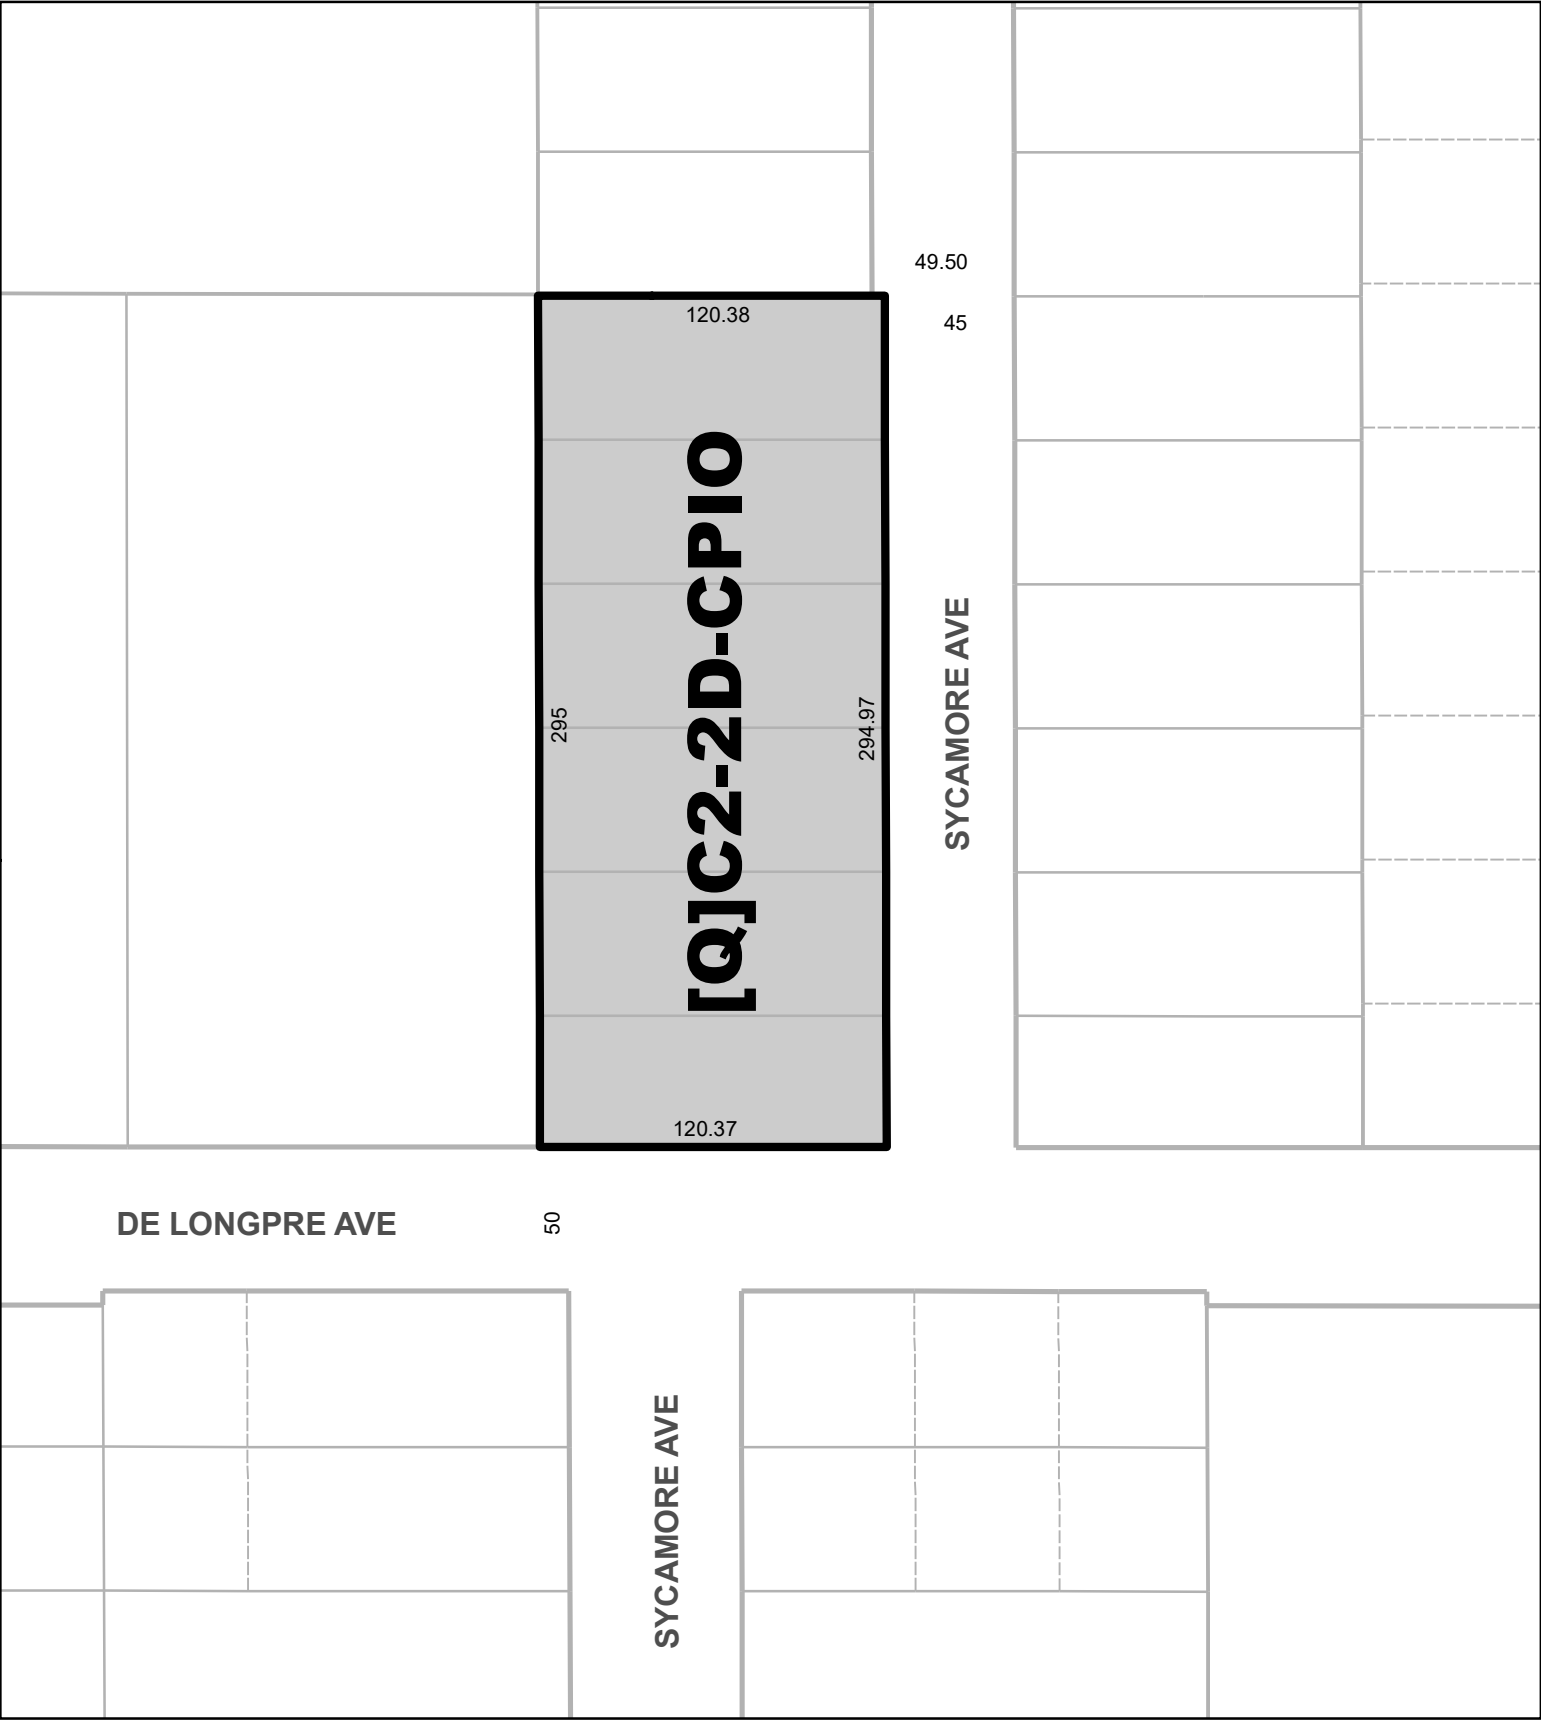 49.50
120.38
45
[Q]C2-2D-CPIO
SYCAMORE AVE
295
294.97
120.37
DE LONGPRE AVE
50
SYCAMORE AVE